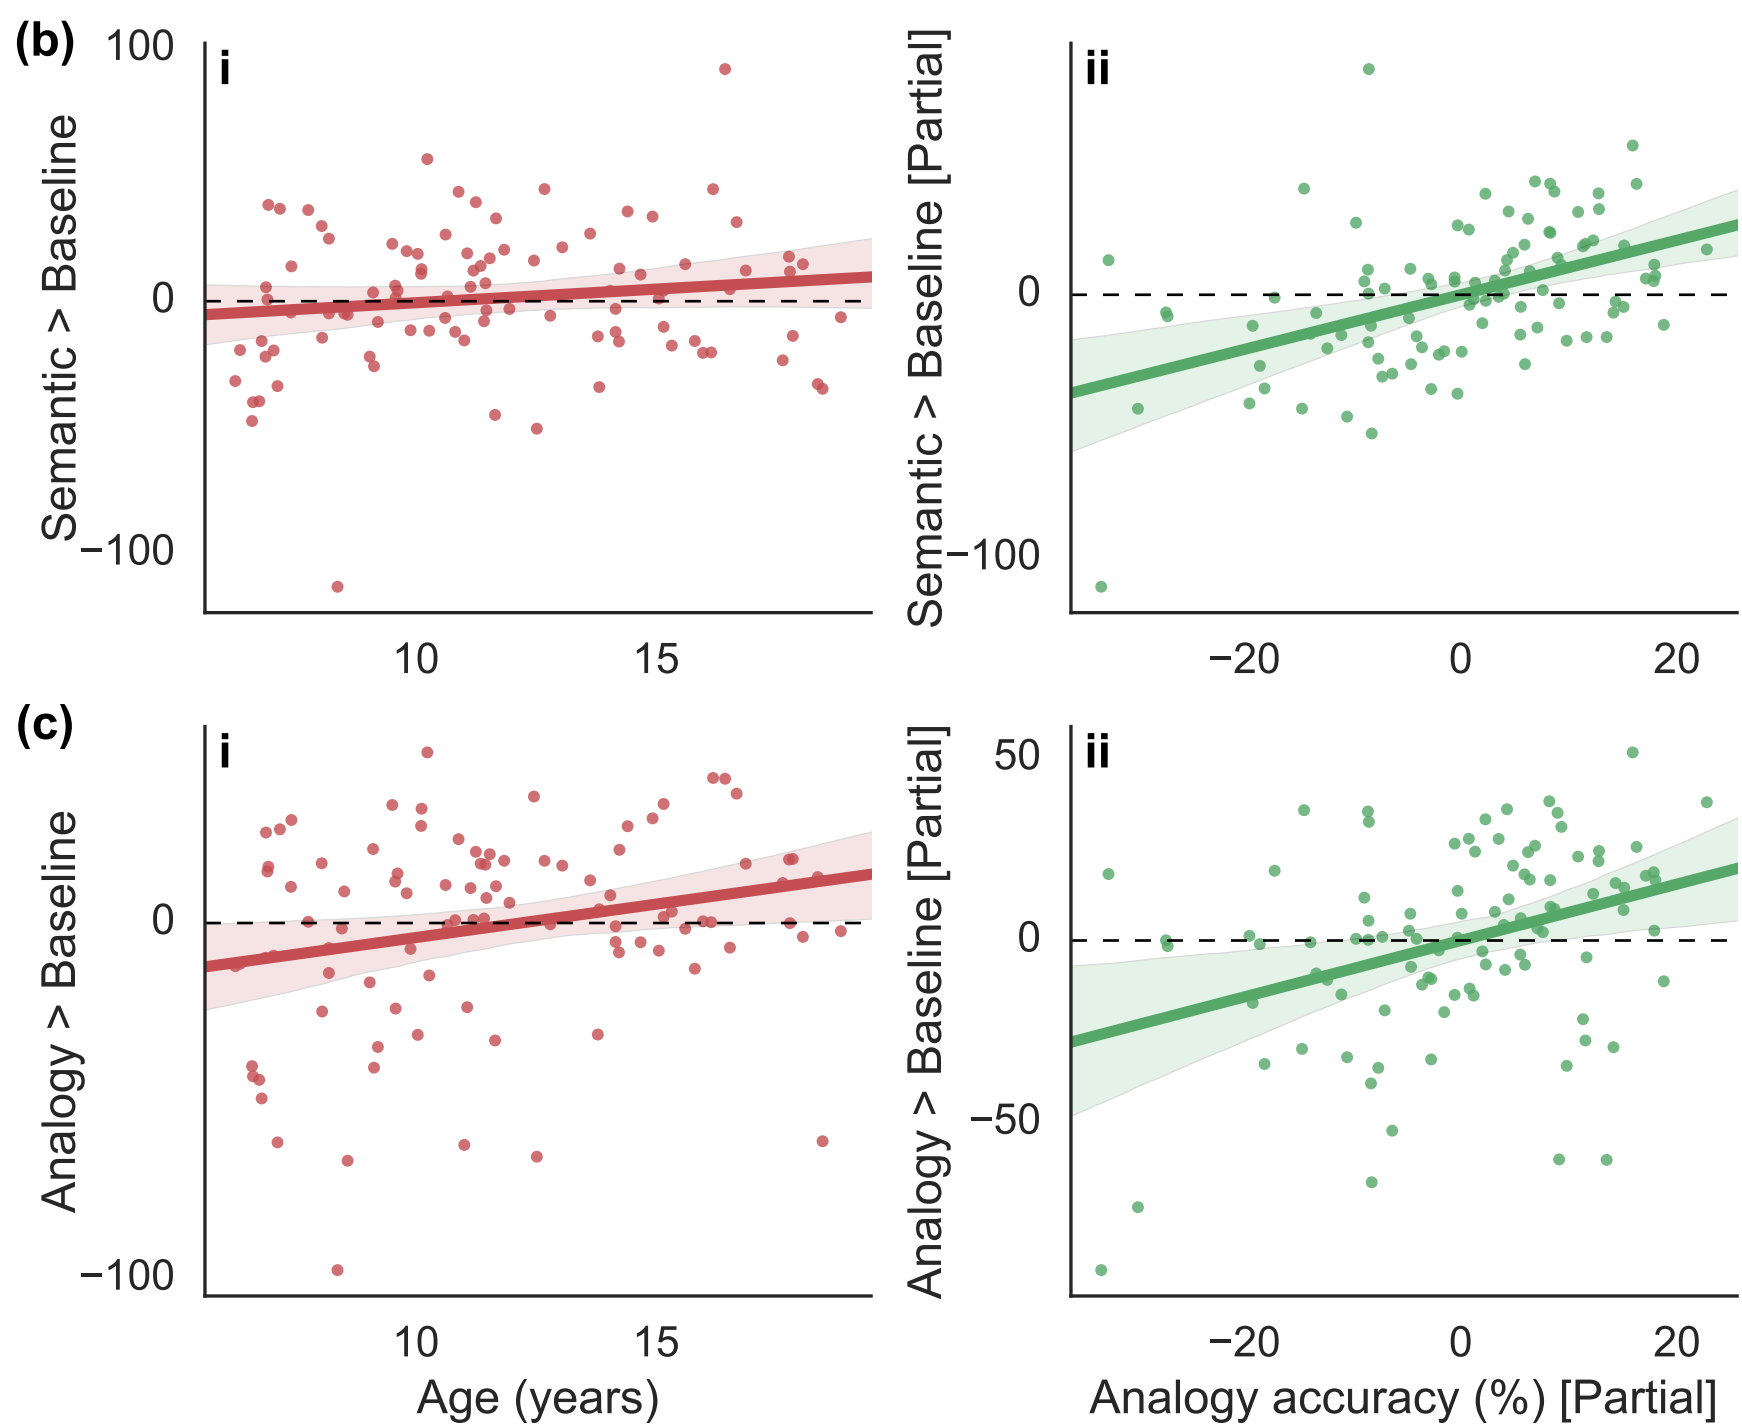 (b)
i
100
0
−100
Semantic > Baseline
10
15
ii
0
−100
Semantic > Baseline [Partial]
−20
0
20
(c)
i
0
−100
Analogy > Baseline
10
15
Age (years)
ii
50
0
−50
Analogy > Baseline [Partial]
−20
0
20
Analogy accuracy (%) [Partial]